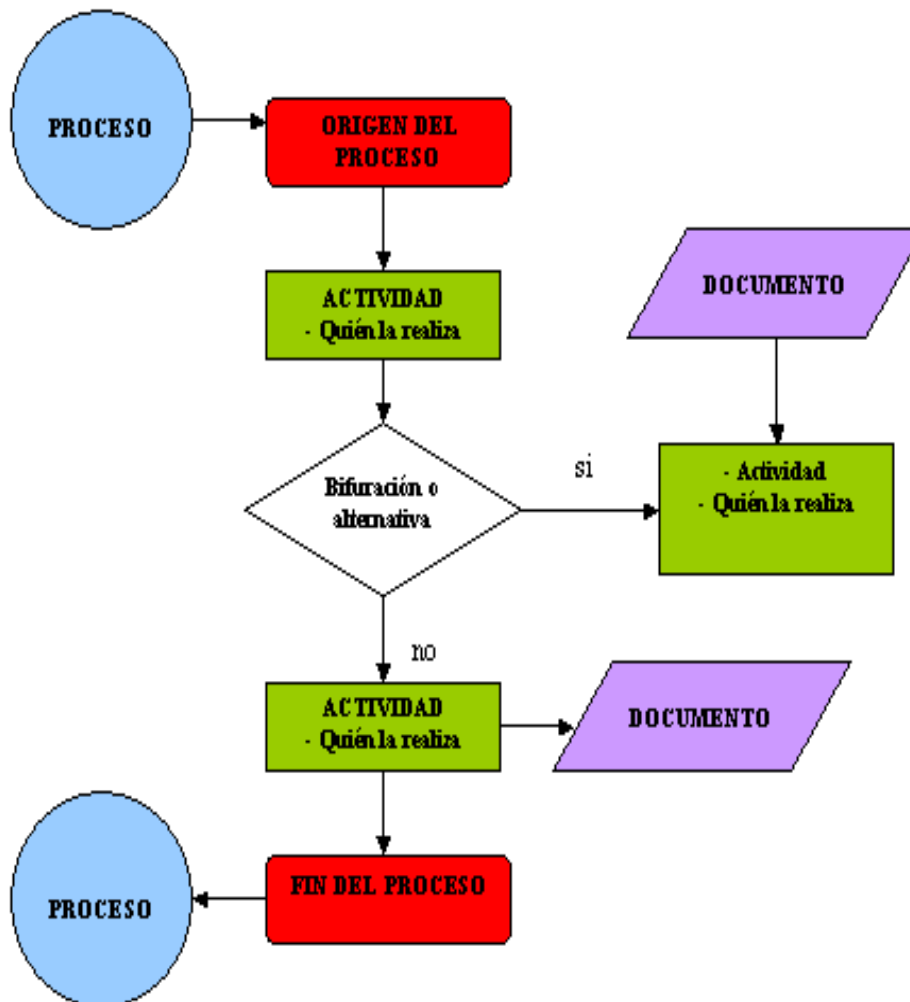 PROCESO
ORIGEN DEL
PROCESO
ACTIVIDAD
- Quién la realiza
DOCUMENTO
Bifuración o
alternativa
si
- Actividad
- Quién la realiza
no
ACTIVIDAD
- Quién la realiza
DOCUMENTO
FIN DEL PROCESO
PROCESO